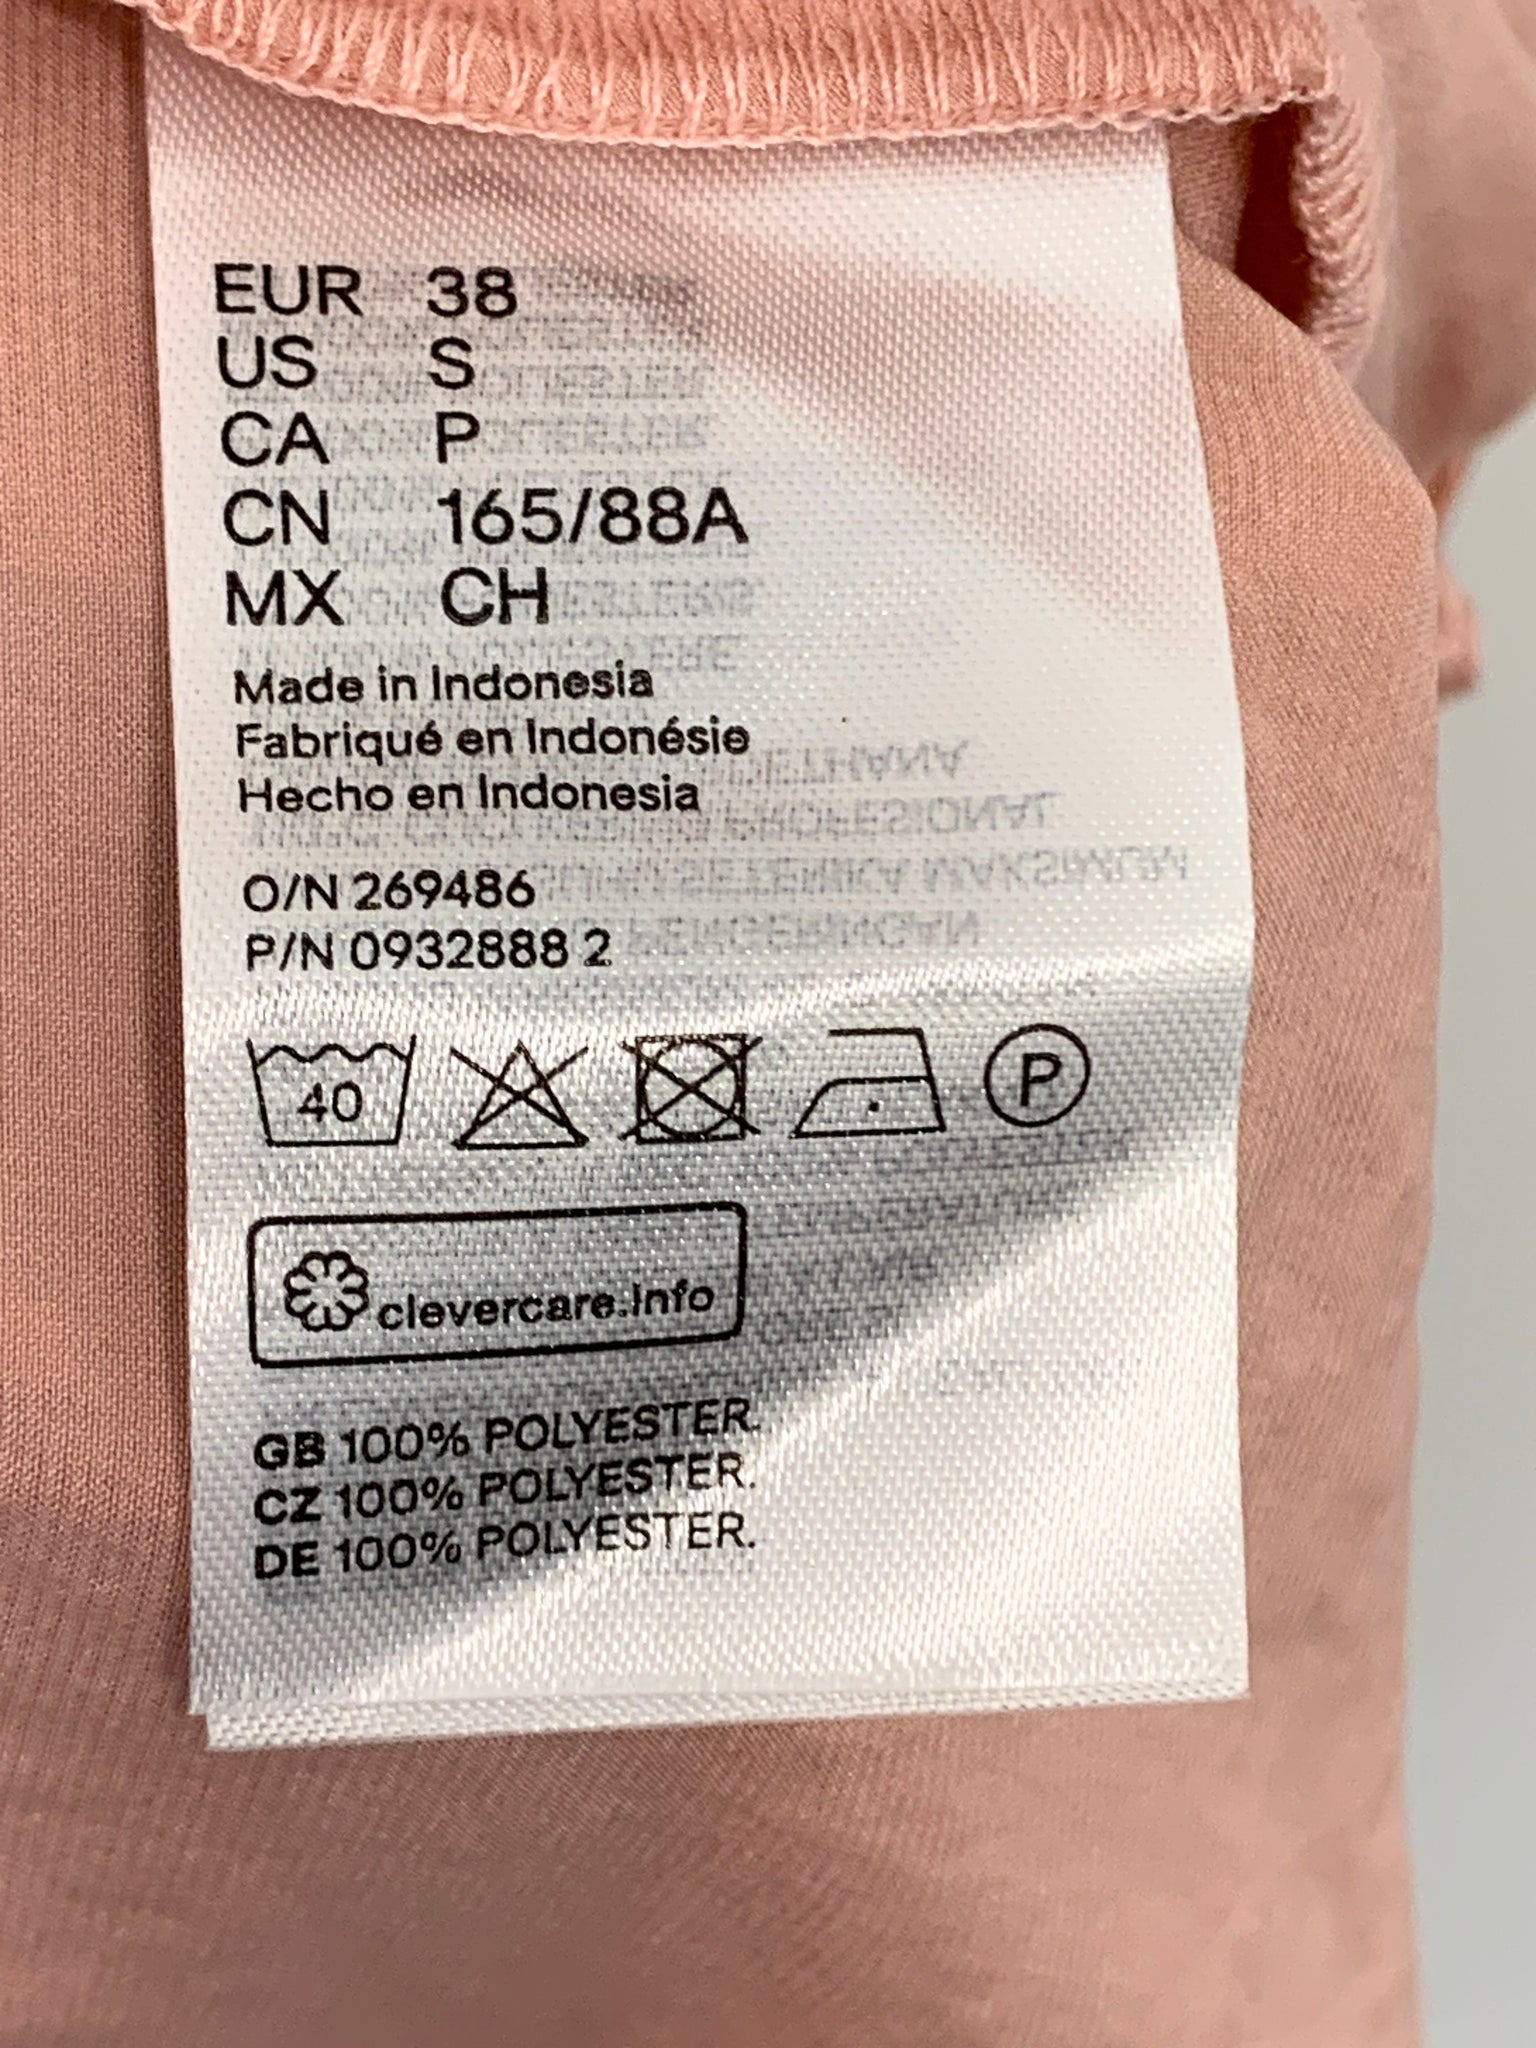 EUR 38
US S
CA P
CN 165/88A
MX CH
Made in Indonesia
Fabriqué en Indonésie
Hecho en Indonesia
O/N 269486
P/N 0932888 2
40
P
clevercare.info
GB 100% POLYESTER.
CZ 100% POLYESTER.
DE 100% POLYESTER.